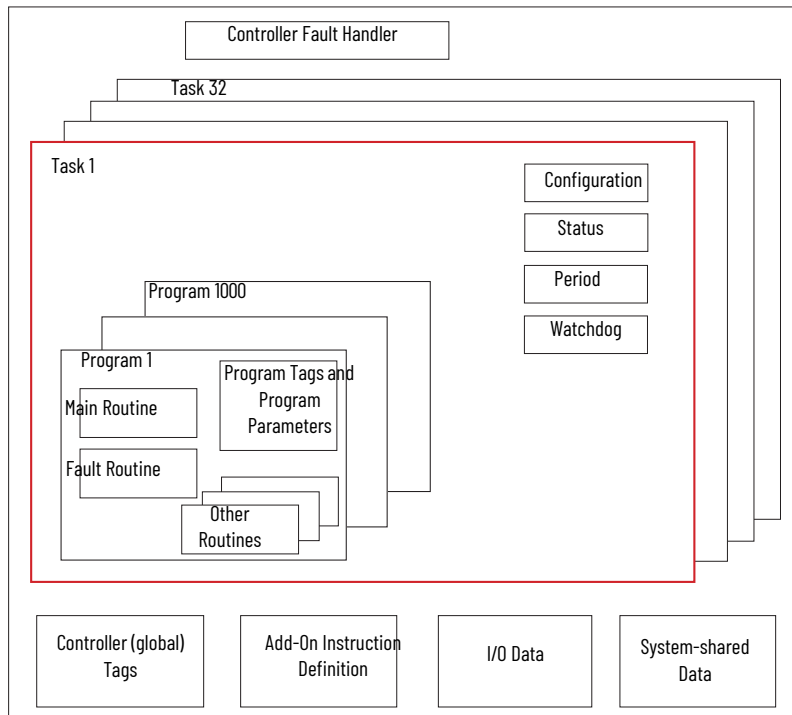 Controller Fault Handler
Task 32
Task 1
Configuration
Status
Period
Watchdog
Program 1000
Program 1
Main Routine
Fault Routine
Program Tags and
Program
Parameters
Other
Routines
Controller (global)
Tags
Add-On Instruction
Definition
I/O Data
System-shared
Data